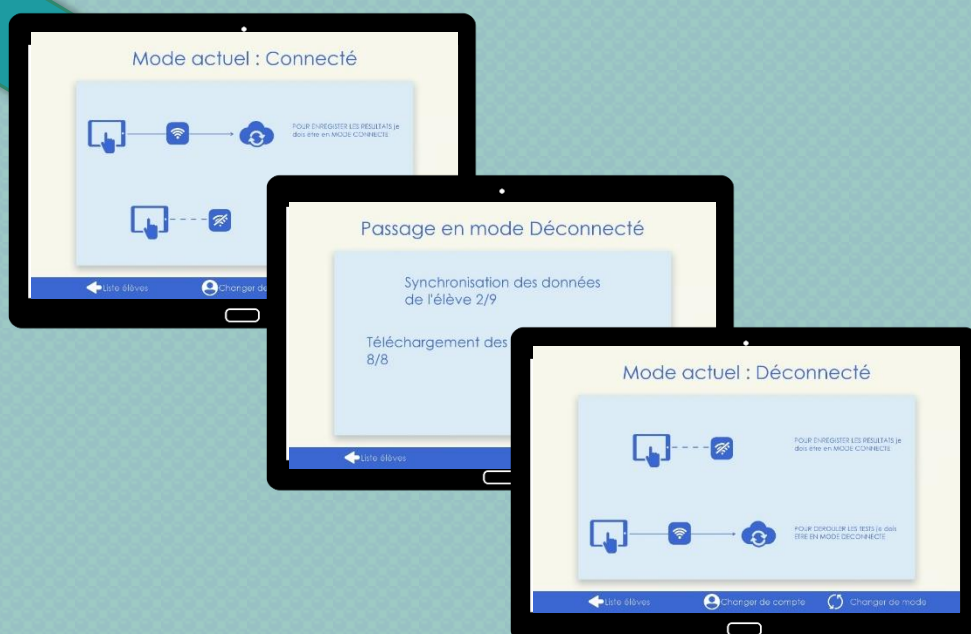 Mode actuel : Connecté
POUR ENREGISTER LES RESULTATS je
dois être en MODE CONNECTE
Liste élèves
Changer de
Passage en mode Déconnecté
Synchronisation des données
de l'élève 2/9
Téléchargement des
8/8
Liste élèves
Mode actuel : Déconnecté
POUR ENREGISTER LES RESULTATS je
dois être en MODE CONNECTE
POUR DEROULER LES TESTS je dois
ETRE EN MODE DECONNECTE
Liste élèves
Changer de compte
Changer de mode